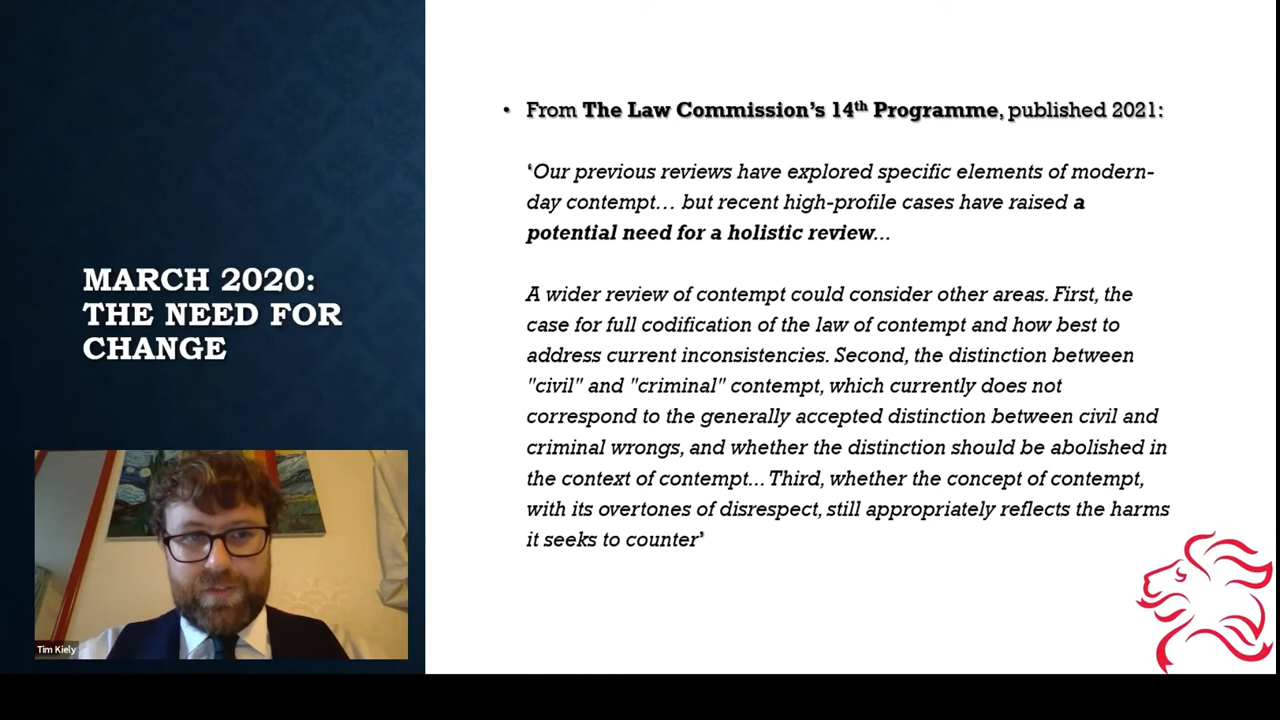 MARCH 2020:
THE NEED FOR
CHANGE
• From The Law Commission's 14th Programme, published 2021:
'Our previous reviews have explored specific elements of modern-
day contempt... but recent high-profile cases have raised a
potential need for a holistic review...
A wider review of contempt could consider other areas. First, the
case for full codification of the law of contempt and how best to
address current inconsistencies. Second, the distinction between
"civil" and "criminal" contempt, which currently does not
correspond to the generally accepted distinction between civil and
criminal wrongs, and whether the distinction should be abolished in
the context of contempt... Third, whether the concept of contempt,
with its overtones of disrespect, still appropriately reflects the harms
it seeks to counter'
Tim Kiely